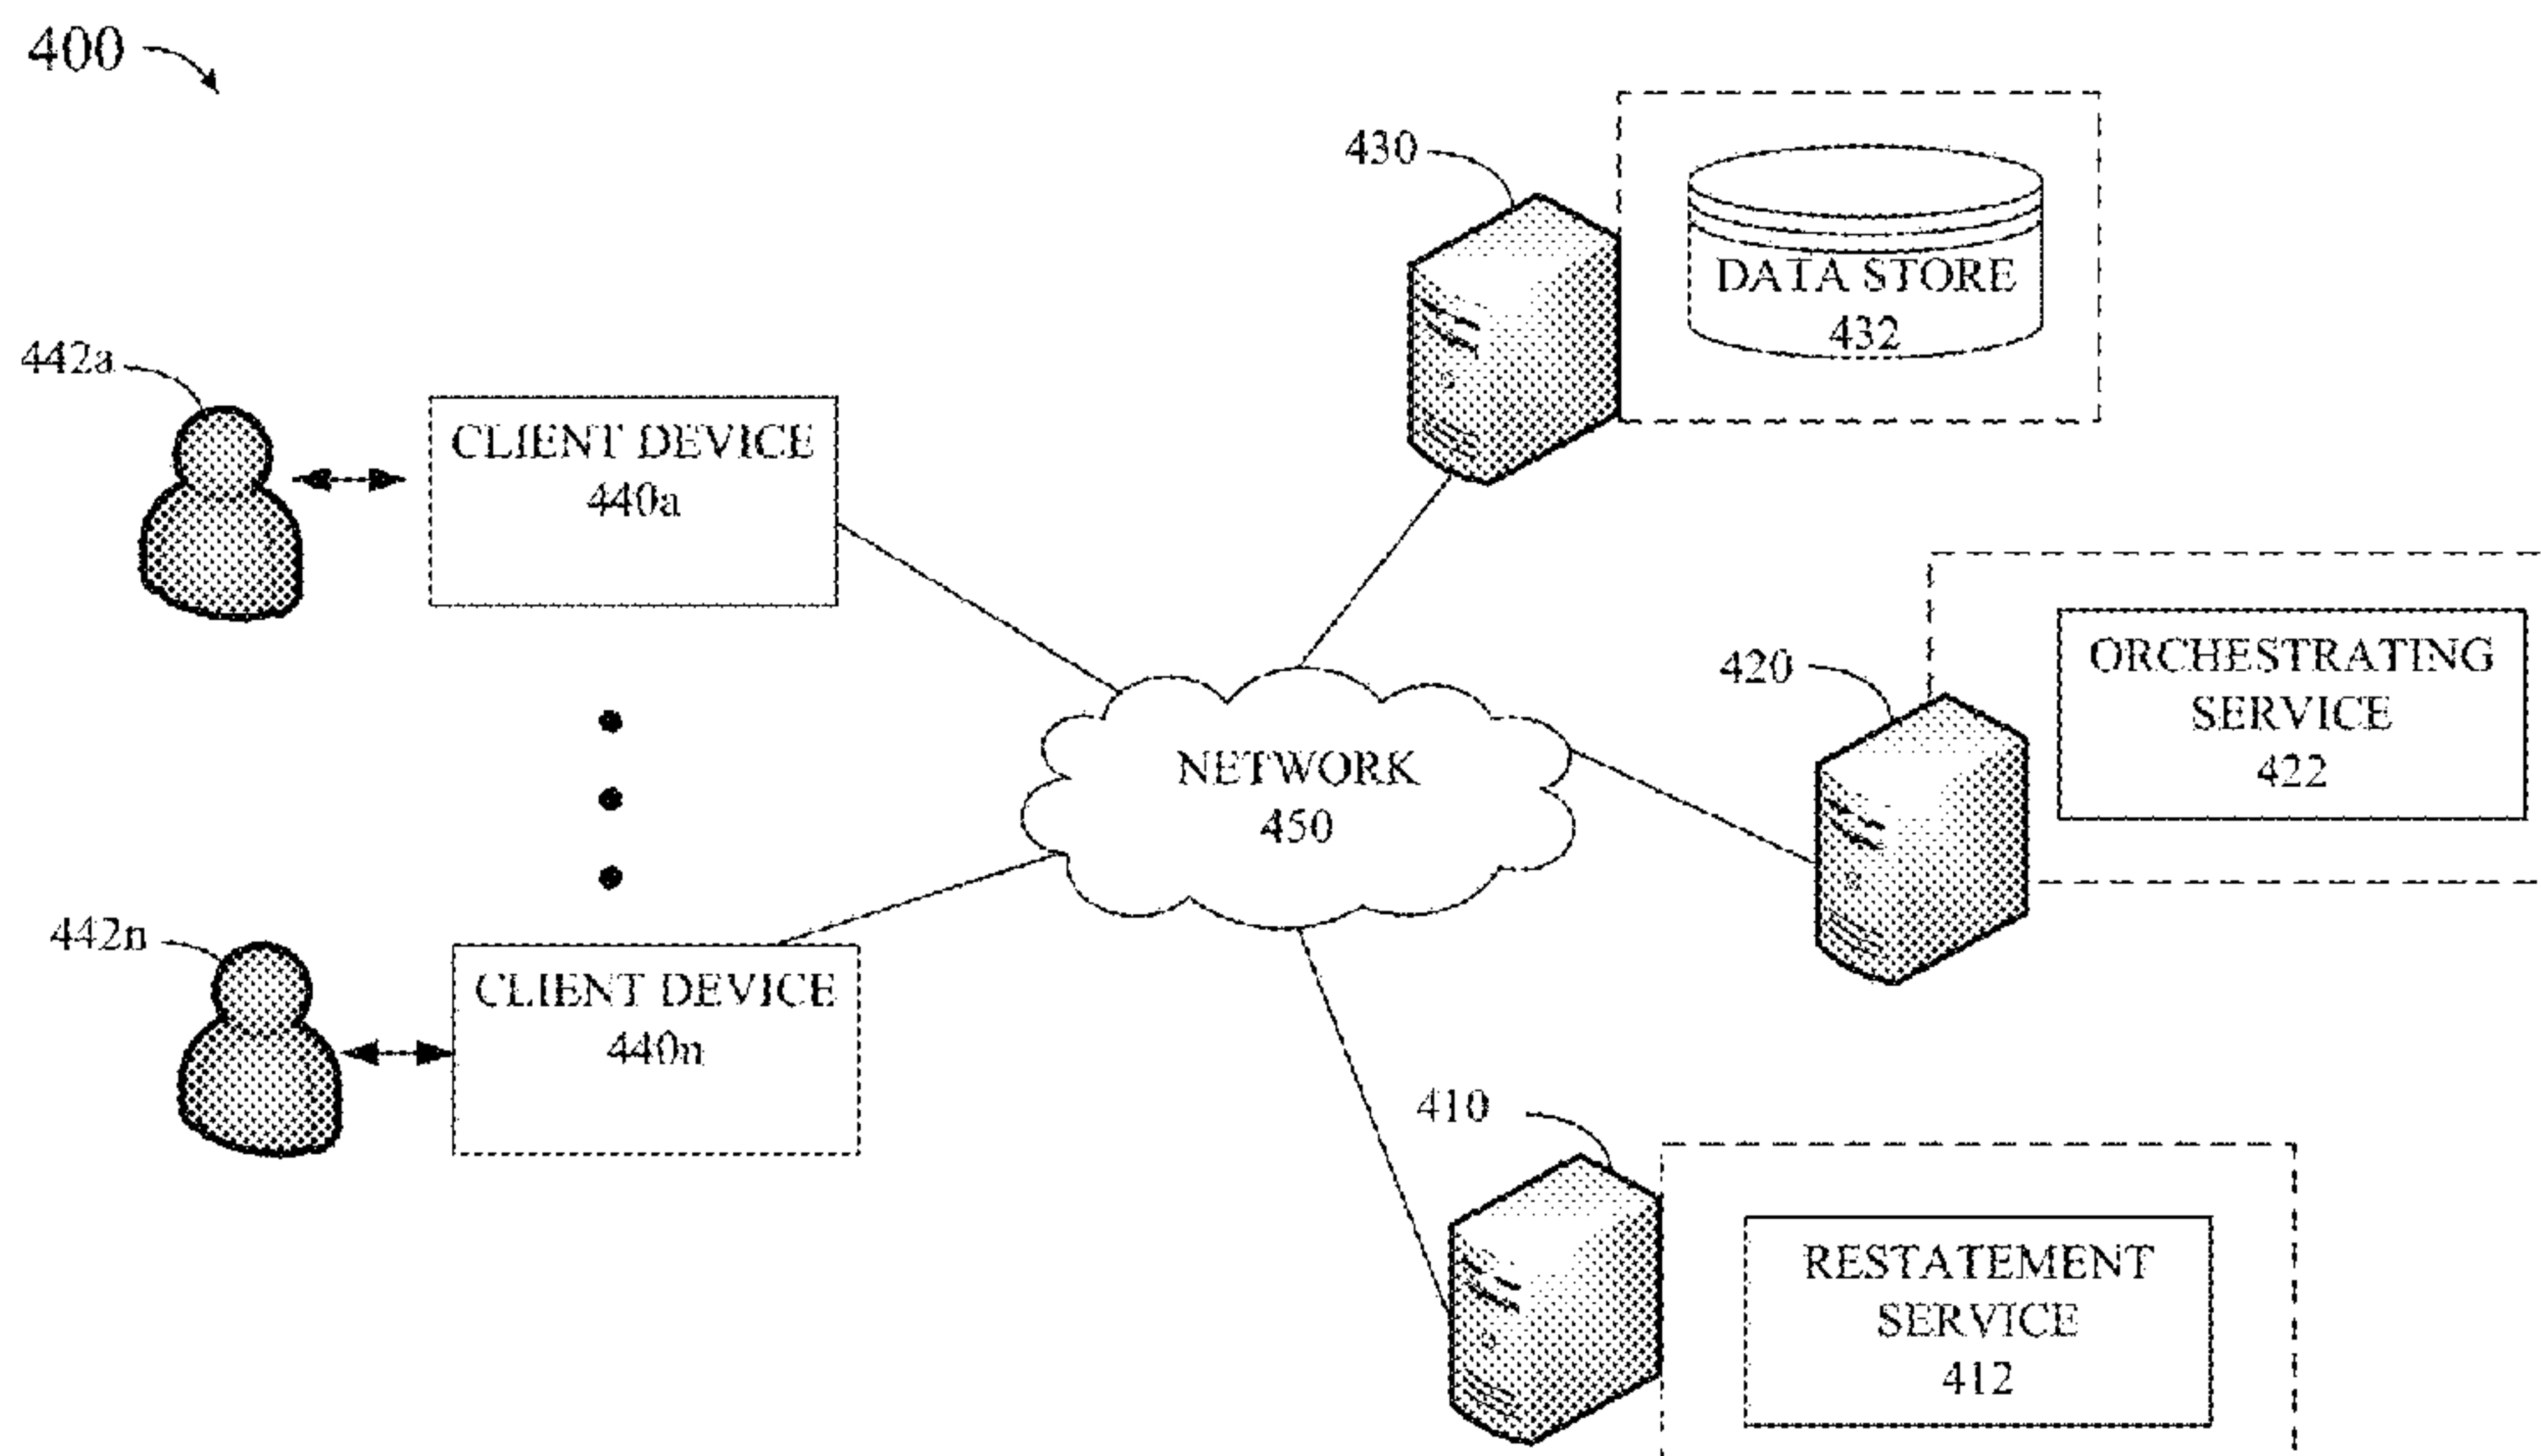 400
430
DATA STORE
432
442a
CLIENT DEVICE
440a
420
ORCHESTRATING
SERVICE
422
NETWORK
450
442n
CLIENT DEVICE
440n
410
RESTATEMENT
SERVICE
412